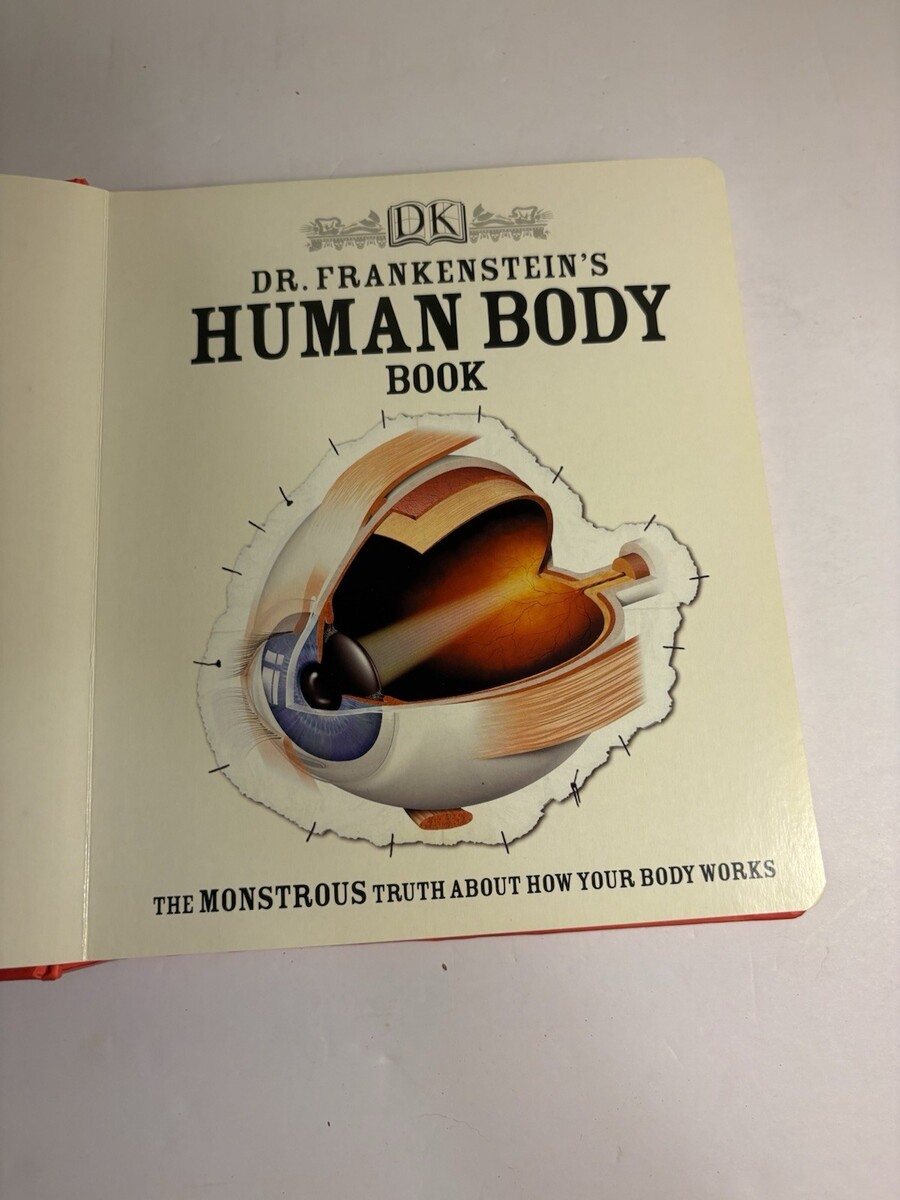 DK
DR. FRANKENSTEIN'S
HUMAN BODY
BOOK
THE MONSTROUS TRUTH ABOUT HOW YOUR BODY WORKS